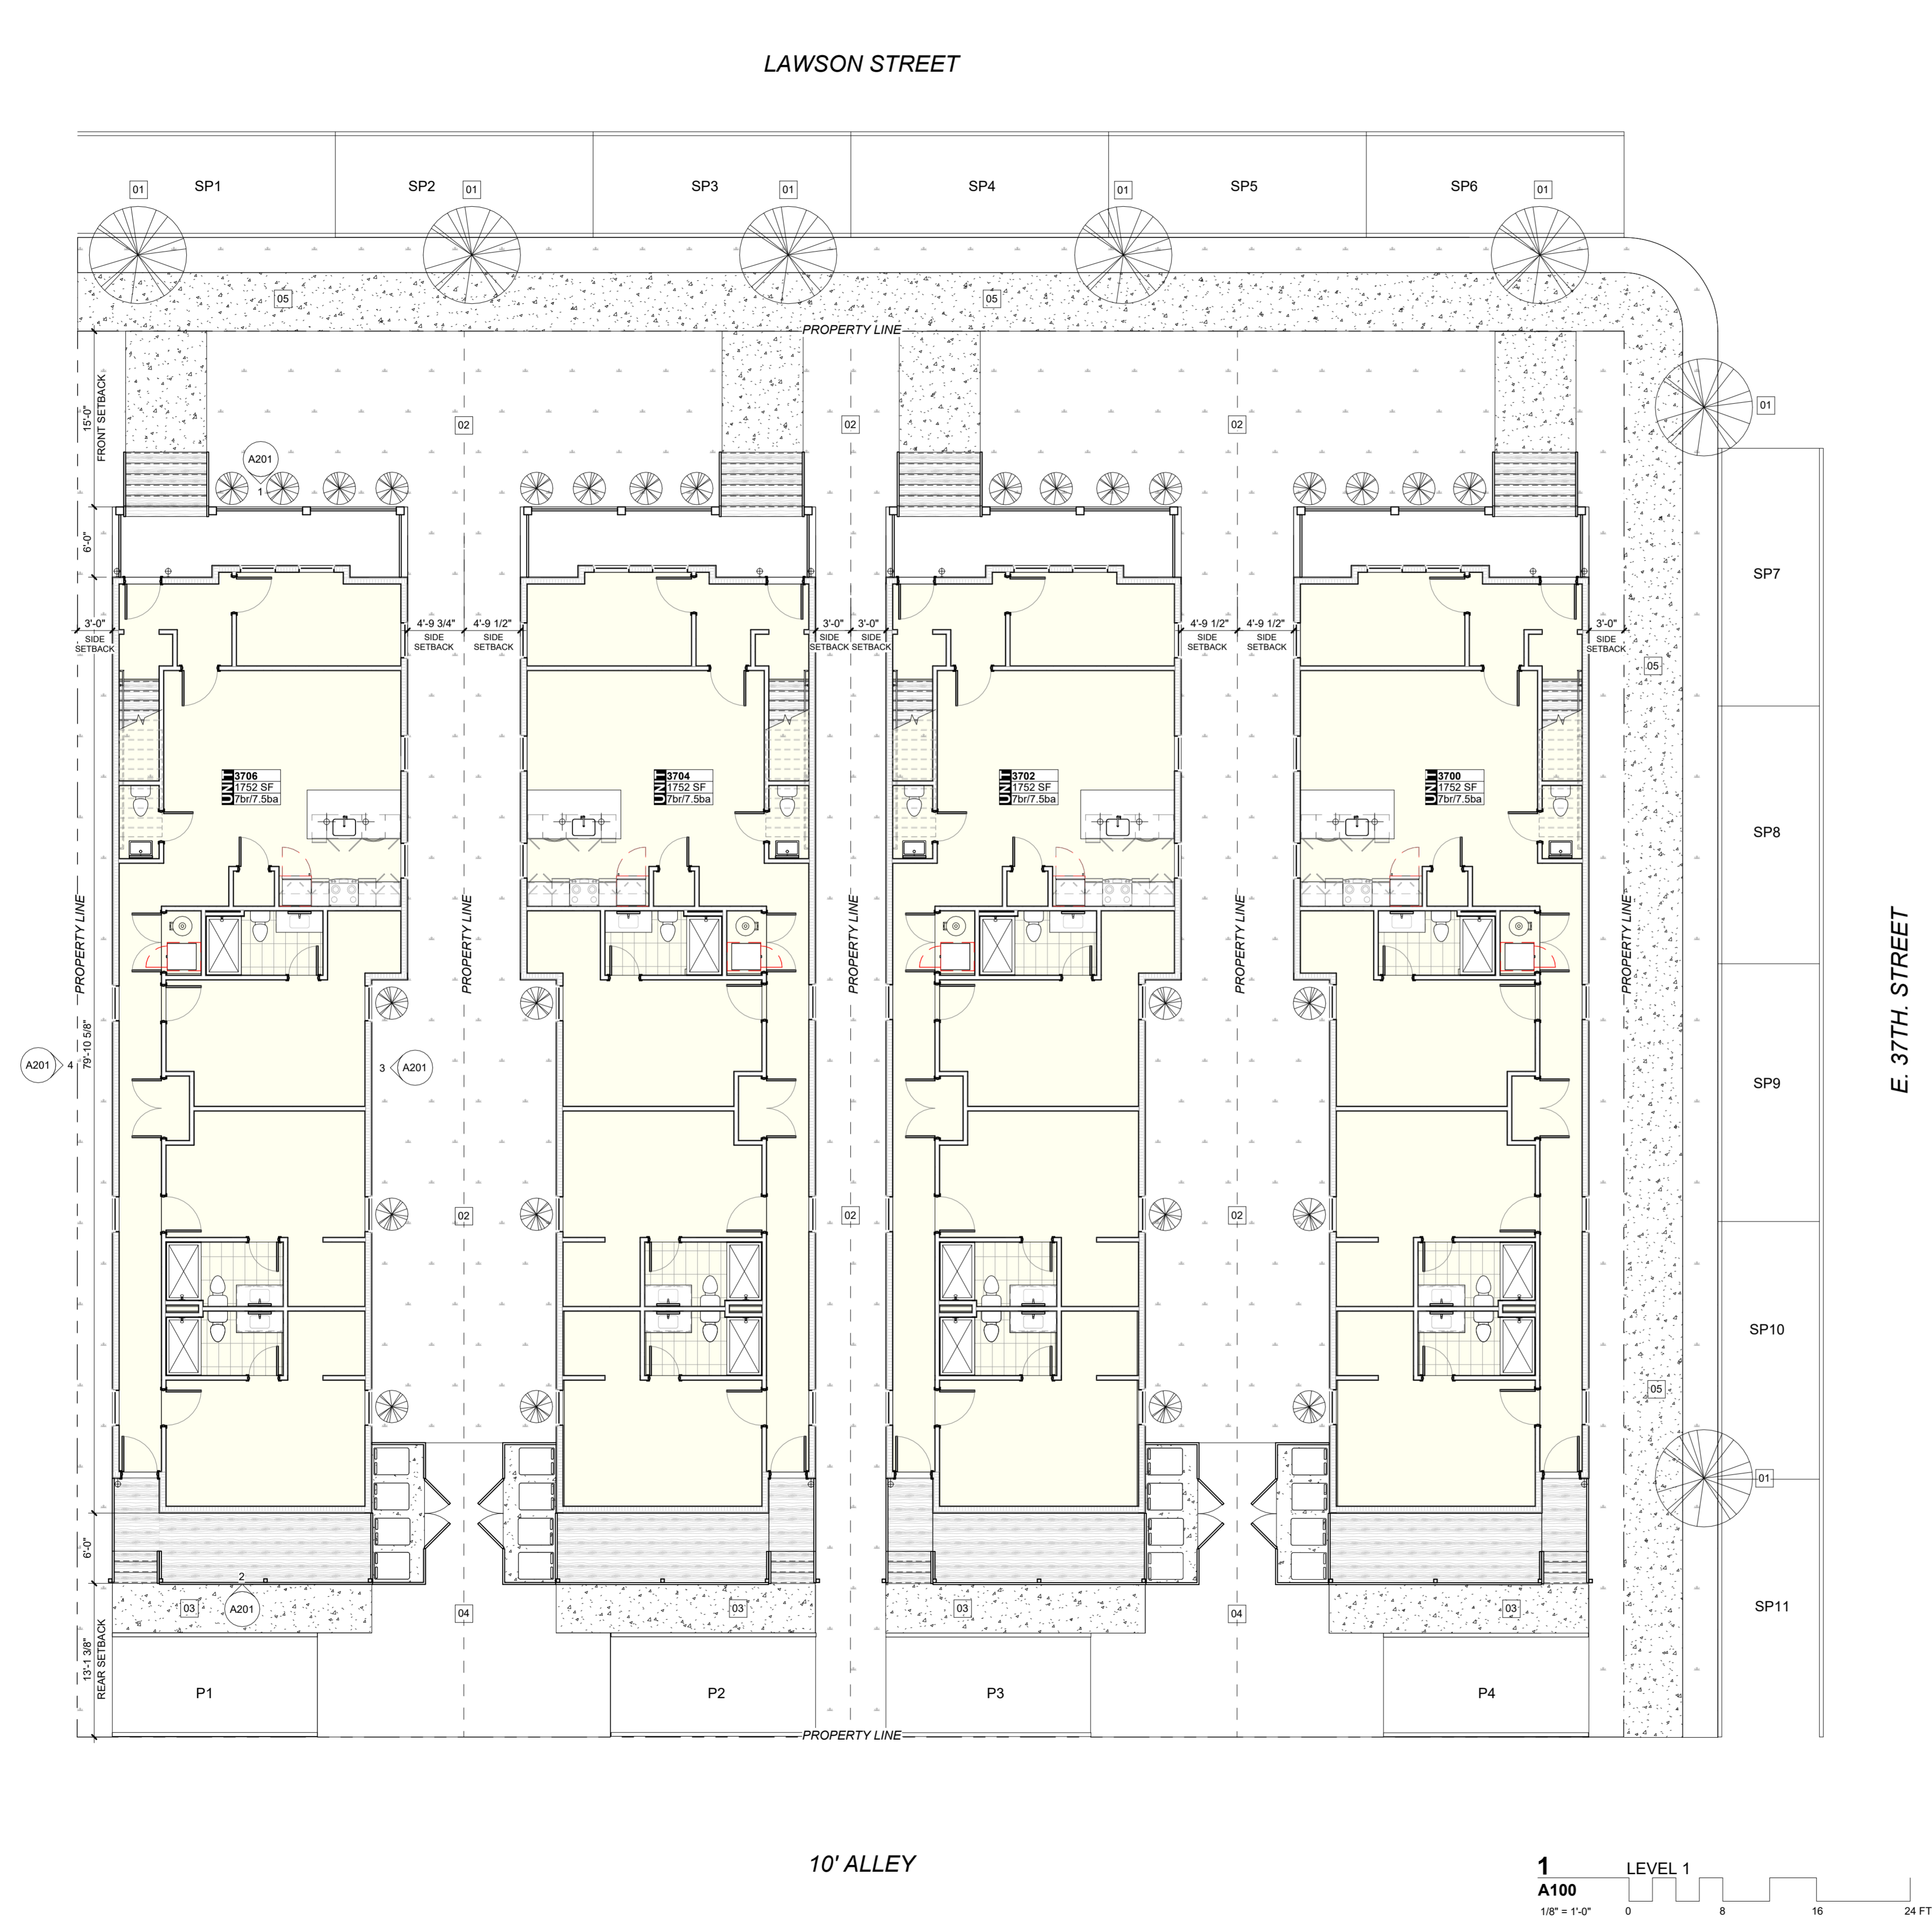 LAWSON STREET
SP1
SP2
SP3
SP4
SP5
SP6
01
01
01
01
01
05
05
PROPERTY LINE
15'-0"
FRONT SETBACK
02
02
02
01
A201
1
6'-0"
SP7
3'-0"
SIDE
SETBACK
4'-9 3/4"
SIDE
SETBACK
4'-9 1/2"
SIDE
SETBACK
3'-0"
SIDE
SETBACK
3'-0"
SIDE
SETBACK
4'-9 1/2"
SIDE
SETBACK
4'-9 1/2"
SIDE
SETBACK
3'-0"
SIDE
SETBACK
05
UNIT
3706
1752 SF
7br/7.5ba
UNIT
3704
1752 SF
7br/7.5ba
UNIT
3702
1752 SF
7br/7.5ba
UNIT
3700
1752 SF
7br/7.5ba
SP8
PROPERTY LINE
PROPERTY LINE
PROPERTY LINE
PROPERTY LINE
PROPERTY LINE
E. 37TH. STREET
79'-10 5/8"
A201
4
3
A201
SP9
02
02
02
SP10
05
01
6'-0"
2
A201
03
03
03
03
04
04
SP11
13'-1 3/8"
REAR SETBACK
P1
P2
P3
P4
PROPERTY LINE
10' ALLEY
1
LEVEL 1
A100
1/8" = 1'-0"
0
8
16
24 FT